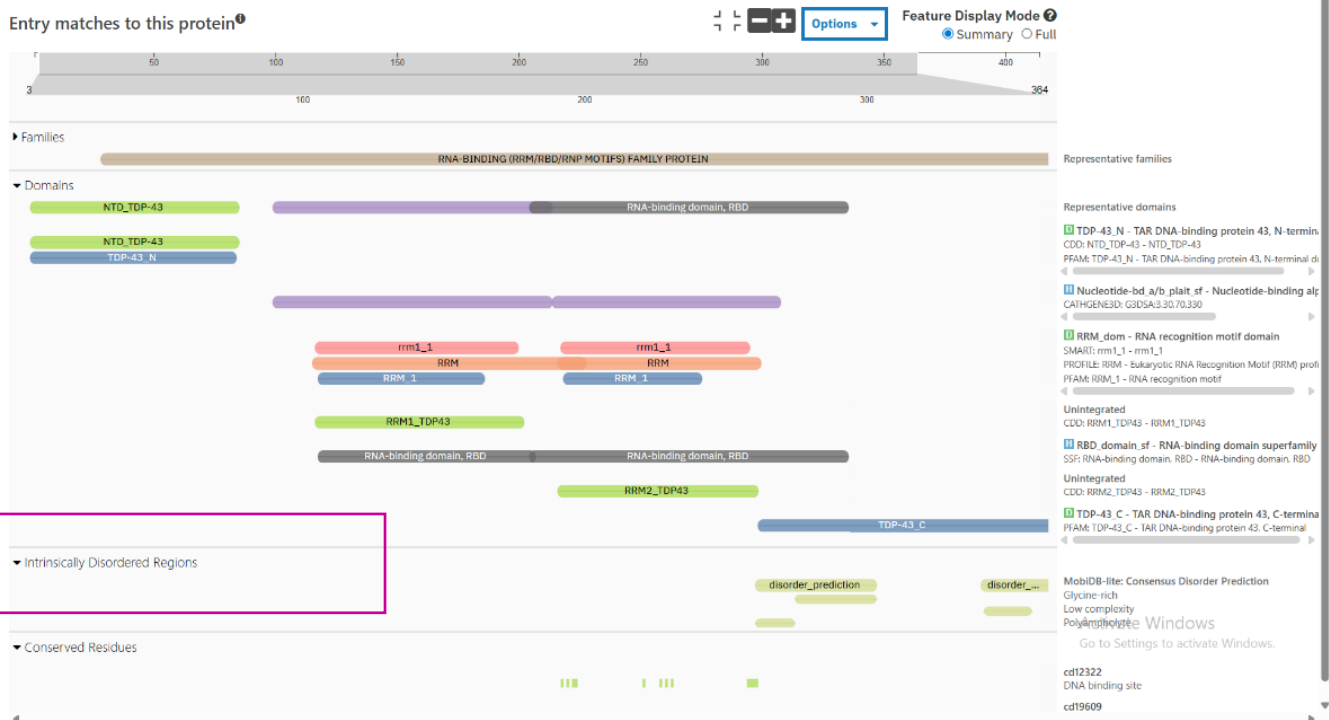 Entry matches to this protein
Options
Feature Display Mode
Summary Full
50 100 150 200 250 300 350 400
3 364
100 200 300
Families
RNA-BINDING (RRM/RBD/RNP MOTIFS) FAMILY PROTEIN
Representative families
Domains
NTD_TDP-43
RNA-binding domain, RBD
Representative domains
NTD_TDP-43
TDP-43_N
D TDP-43_N - TAR DNA-binding protein 43, N-termin
CDD: NTD_TDP-43 - NTD_TDP-43
PFAM: TDP-43_N - TAR DNA-binding protein 43, N-terminal d
H Nucleotide-bd_a/b_plait_sf - Nucleotide-binding alp
CATHGENE3D: G3DSA:3.30.70.330
rrm1_1 rrm1_1
RRM RRM
RRM_1 RRM_1
D RRM_dom - RNA recognition motif domain
SMART: rrm1_1 - rrm1_1
PROFILE: RRM - Eukaryotic RNA Recognition Motif (RRM) profi
PFAM: RRM_1 - RNA recognition motif
RRM1_TDP43
Unintegrated
CDD: RRM1_TDP43 - RRM1_TDP43
RNA-binding domain, RBD RNA-binding domain, RBD
H RBD_domain_sf - RNA-binding domain superfamily
SSF: RNA-binding domain, RBD - RNA-binding domain, RBD
RRM2_TDP43
Unintegrated
CDD: RRM2_TDP43 - RRM2_TDP43
TDP-43_C
D TDP-43_C - TAR DNA-binding protein 43, C-termina
PFAM: TDP-43_C - TAR DNA-binding protein 43, C-terminal
Intrinsically Disordered Regions
disorder_prediction disorder_...
MobiDB-lite: Consensus Disorder Prediction
Glycine-rich
Low complexity
Polyampholyte
Activate Windows
Go to Settings to activate Windows.
Conserved Residues
cd12322
DNA binding site
cd19609